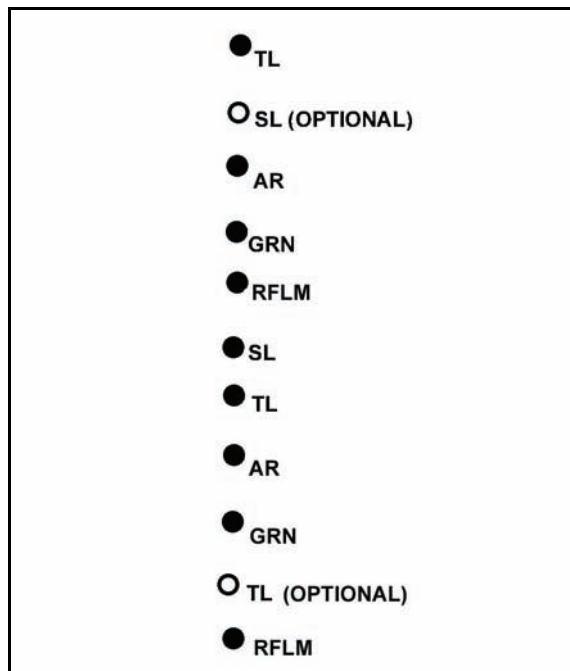 TL
SL (OPTIONAL)
AR
GRN
RFLM
SL
TL
AR
GRN
TL (OPTIONAL)
RFLM